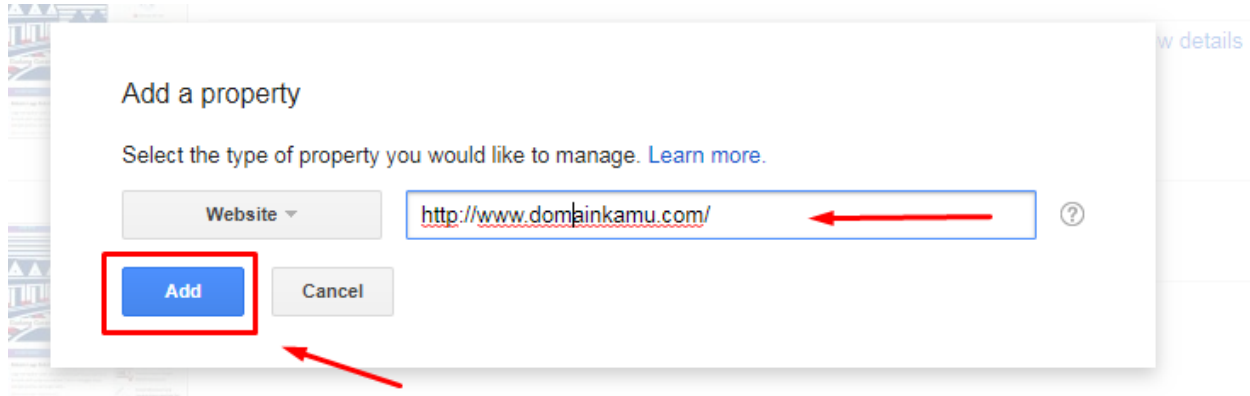 w details
Add a property
Select the type of property you would like to manage. Learn more.
Website
http://www.domainkamu.com/
Add
Cancel